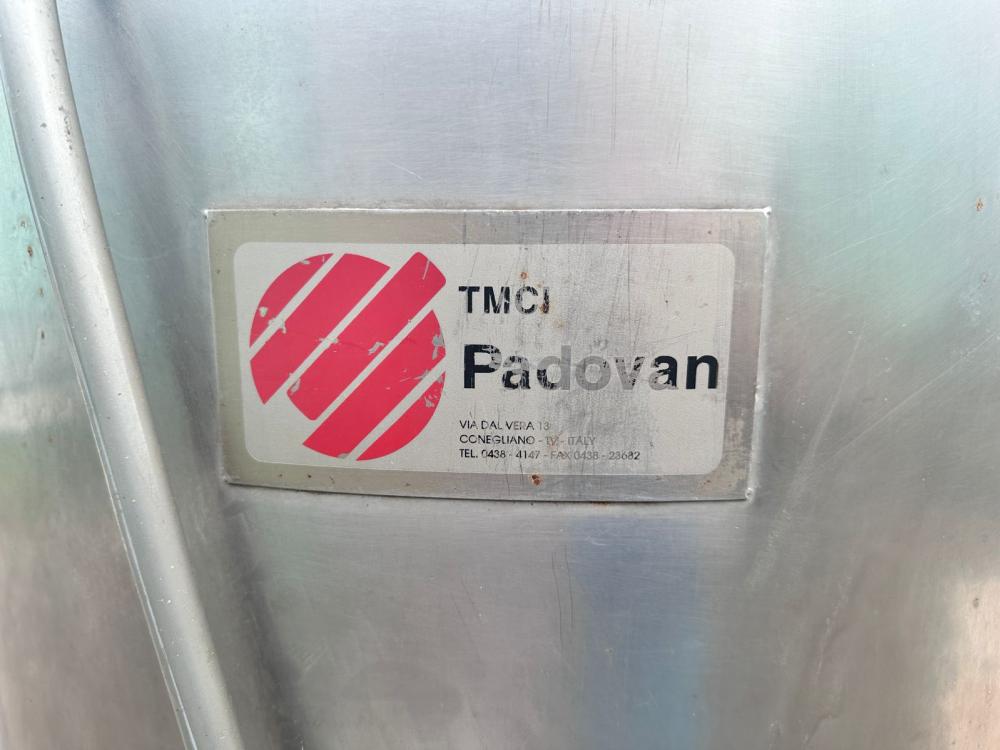 TMCI
Padovan
VIA DAL VERA 13
CONEGLIANO - TV - ITALY
TEL. 0438 - 4147 - FAX 0438 - 23682